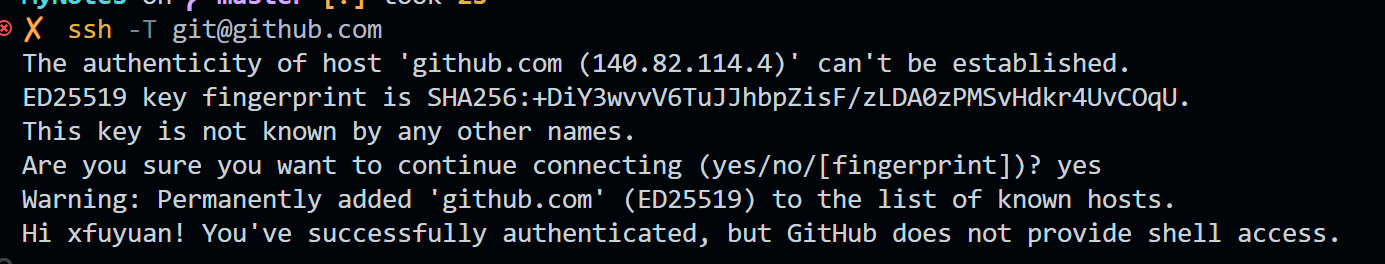 MyNotes on master [?] took 2s
✗ ssh -T git@github.com
The authenticity of host 'github.com (140.82.114.4)' can't be established.
ED25519 key fingerprint is SHA256:+DiY3wvvV6TuJJhbpZisF/zLDA0zPMSvHdkr4UvCOqU.
This key is not known by any other names.
Are you sure you want to continue connecting (yes/no/[fingerprint])? yes
Warning: Permanently added 'github.com' (ED25519) to the list of known hosts.
Hi xfuyuan! You've successfully authenticated, but GitHub does not provide shell access.